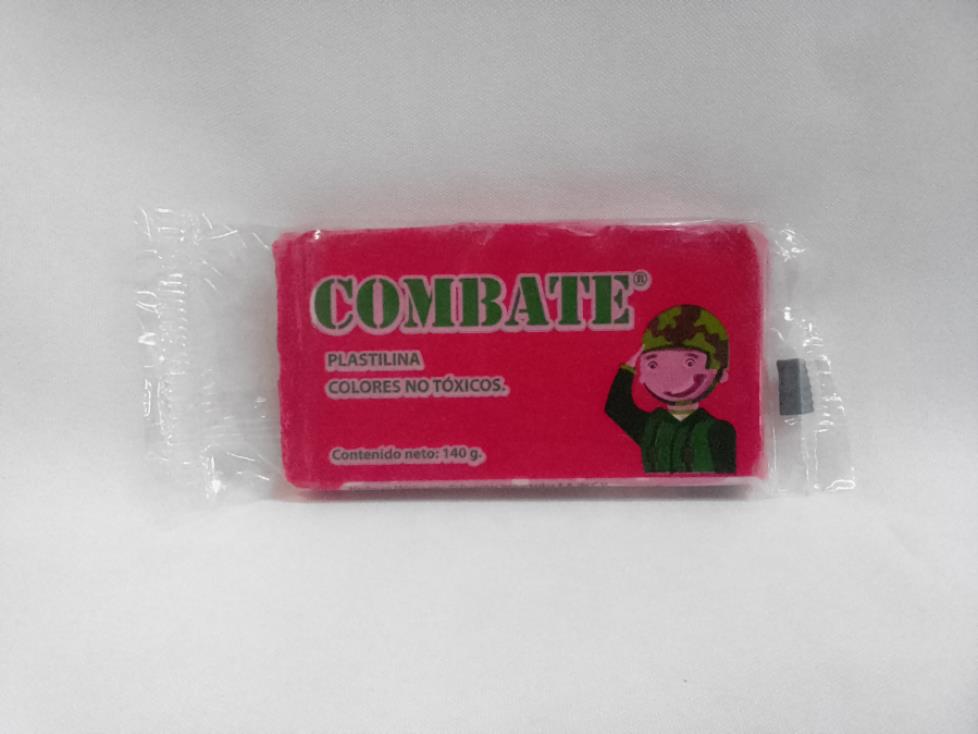 COMBATE®
PLASTILINA
COLORES NO TÓXICOS.
Contenido neto: 140 g.